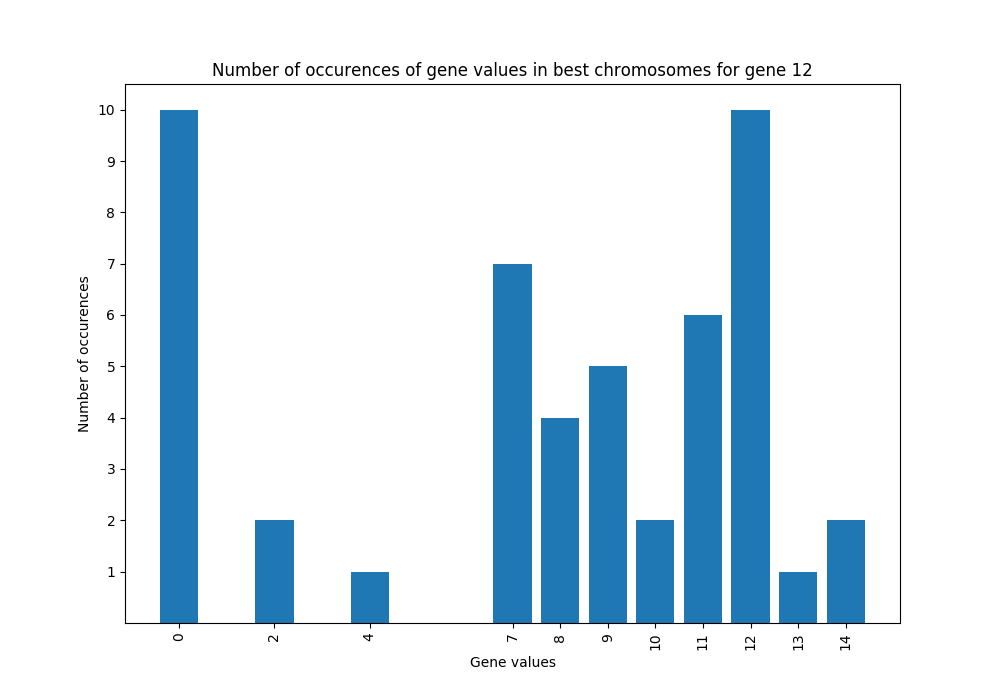 Number of occurences of gene values in best chromosomes for gene 12
10
9
8
7
6
5
4
3
2
1
Number of occurences
0 2 4 7 8 9 10 11 12 13 14
Gene values